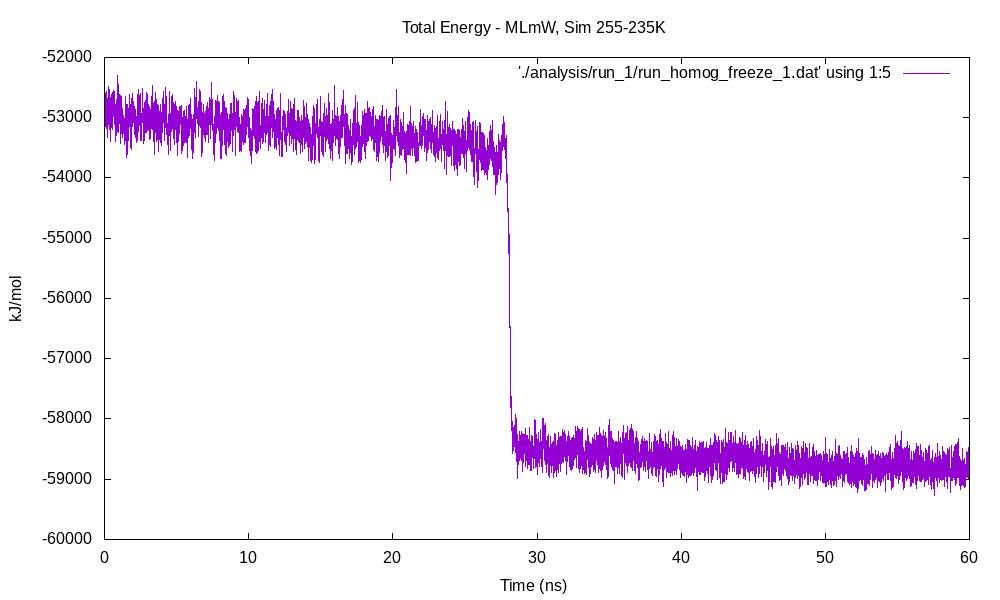 Total Energy - MLmW, Sim 255-235K
'./analysis/run_1/run_homog_freeze_1.dat' using 1:5
-52000
-53000
-54000
-55000
-56000
-57000
-58000
-59000
-60000
kJ/mol
0 10 20 30 40 50 60
Time (ns)